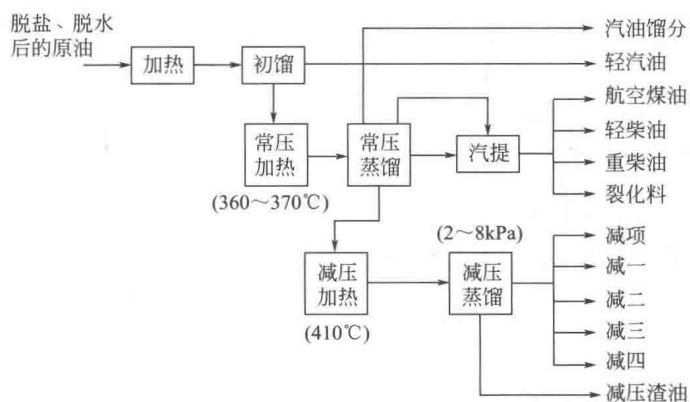 脱盐、脱水
后的原油
加热
初馏
汽油馏分
轻汽油
常压
加热
(360～370℃)
常压
蒸馏
汽提
航空煤油
轻柴油
重柴油
裂化料
减压
加热
(410℃)
(2～8kPa)
减压
蒸馏
减项
减一
减二
减三
减四
减压渣油